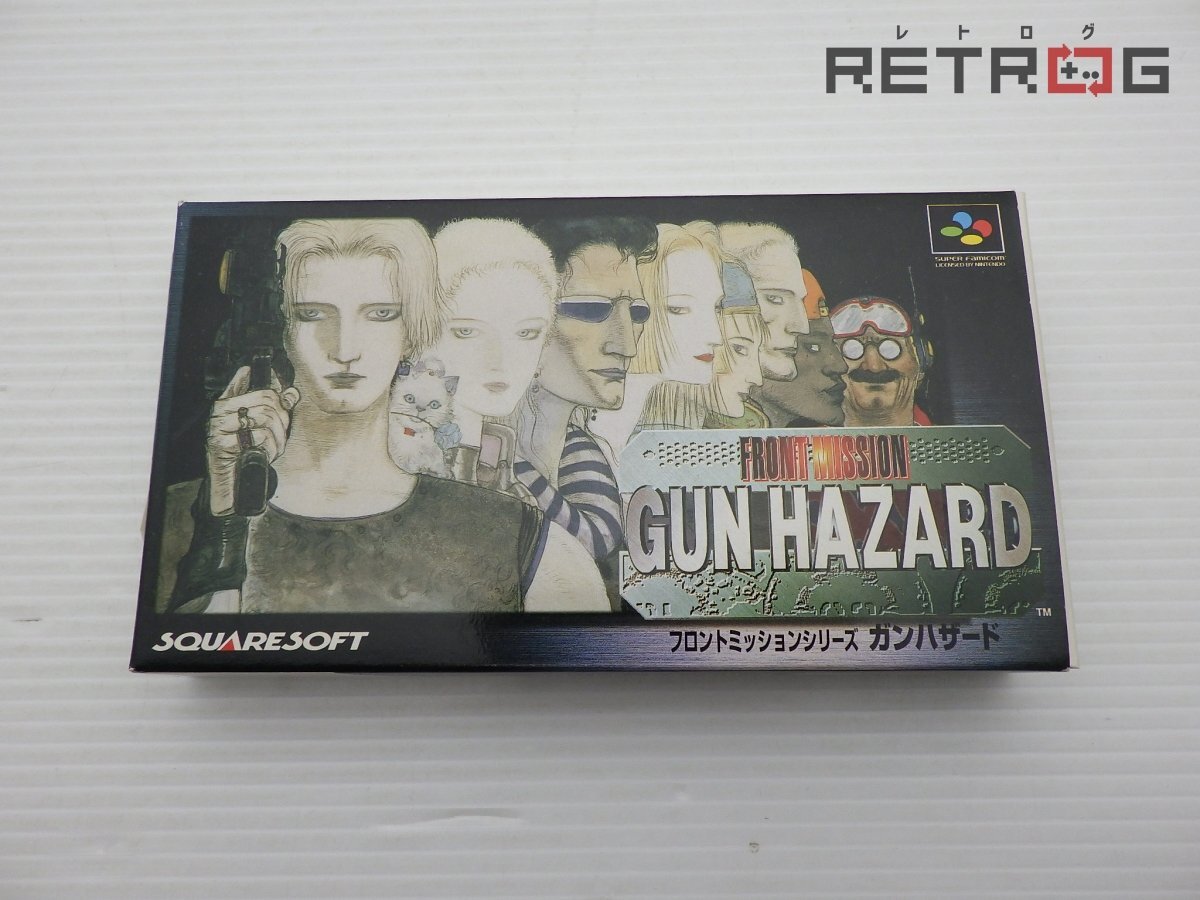 レトログ
RETROG
SUPER FAMICOM
LICENSED BY NINTENDO
FRONT MISSION
GUN HAZARD
TM
SQUARESOFT
フロントミッションシリーズ ガンハザード